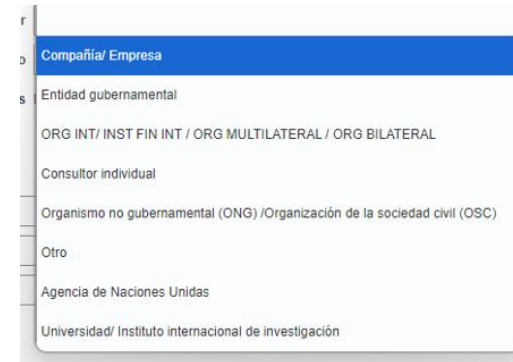 r
Compañía/ Empresa
o
Entidad gubernamental
s
ORG INT/ INST FIN INT / ORG MULTILATERAL / ORG BILATERAL
Consultor individual
Organismo no gubernamental (ONG) /Organización de la sociedad civil (OSC)
Otro
Agencia de Naciones Unidas
Universidad/ Instituto internacional de investigación